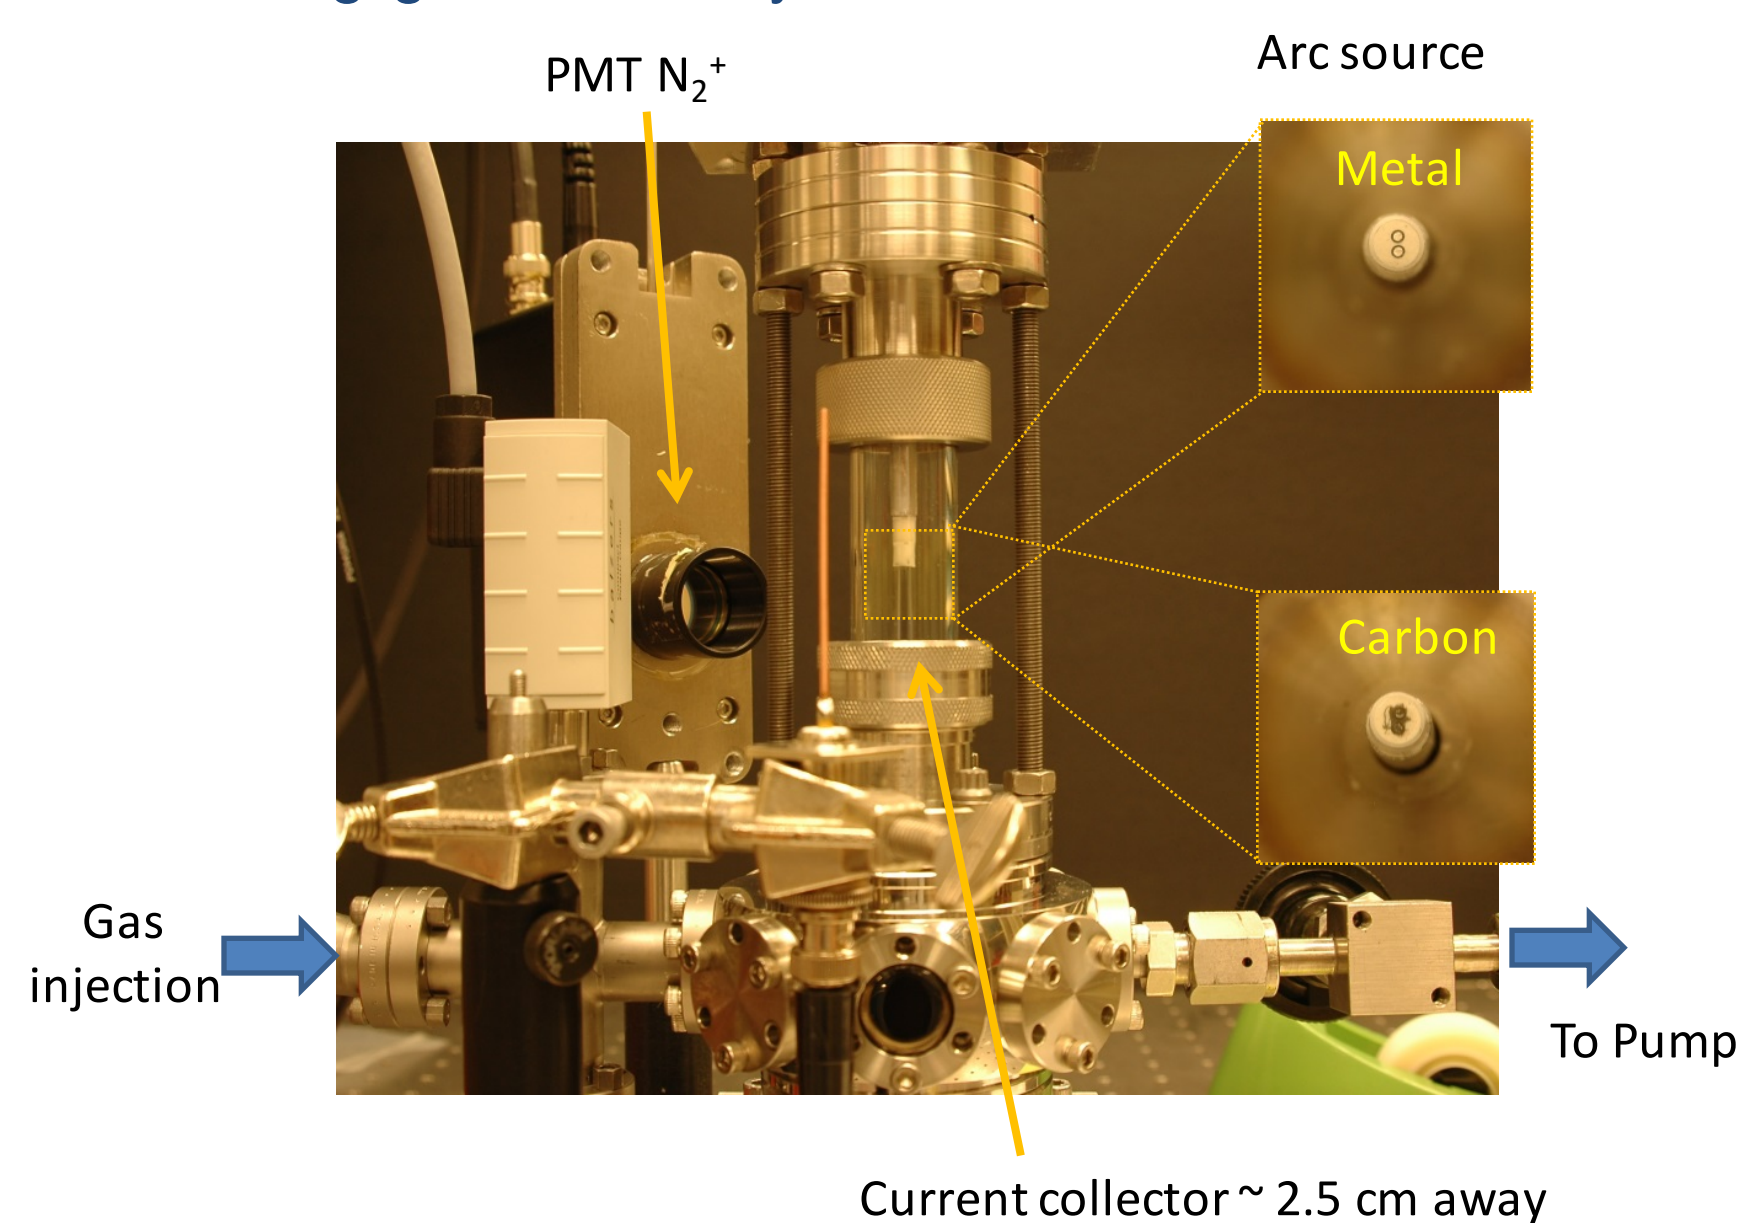 PMT N₂⁺
Arc source
Metal
Carbon
Gas
injection
To Pump
Current collector ~ 2.5 cm away